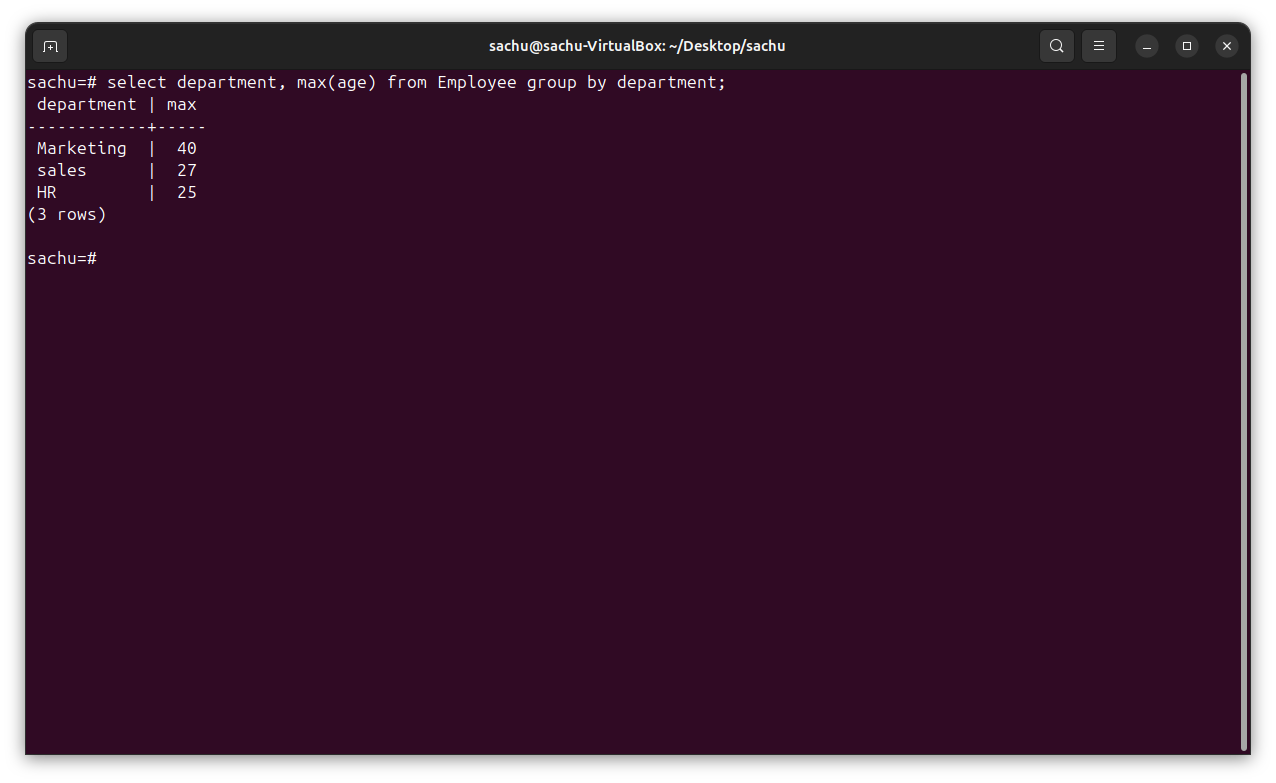 sachu@sachu-VirtualBox: ~/Desktop/sachu
sachu=# select department, max(age) from Employee group by department;
 department | max
------------+-----
 Marketing  |  40
 sales      |  27
 HR         |  25
(3 rows)

sachu=#